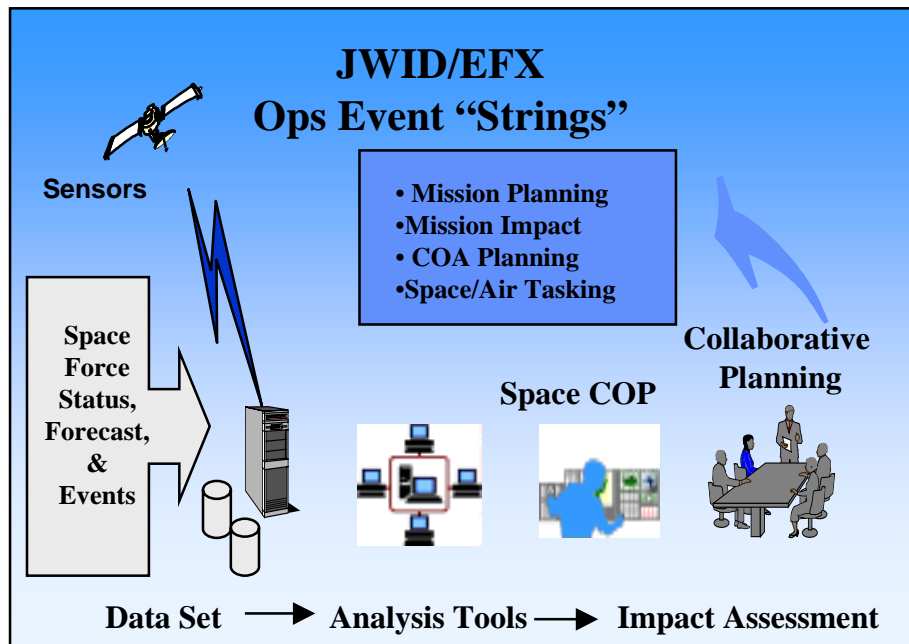 JWID/EFX
Ops Event “Strings”
Sensors
• Mission Planning
•Mission Impact
• COA Planning
•Space/Air Tasking
Space
Force
Status,
Forecast,
&
Events
Collaborative
Planning
Space COP
Data Set
Analysis Tools
Impact Assessment